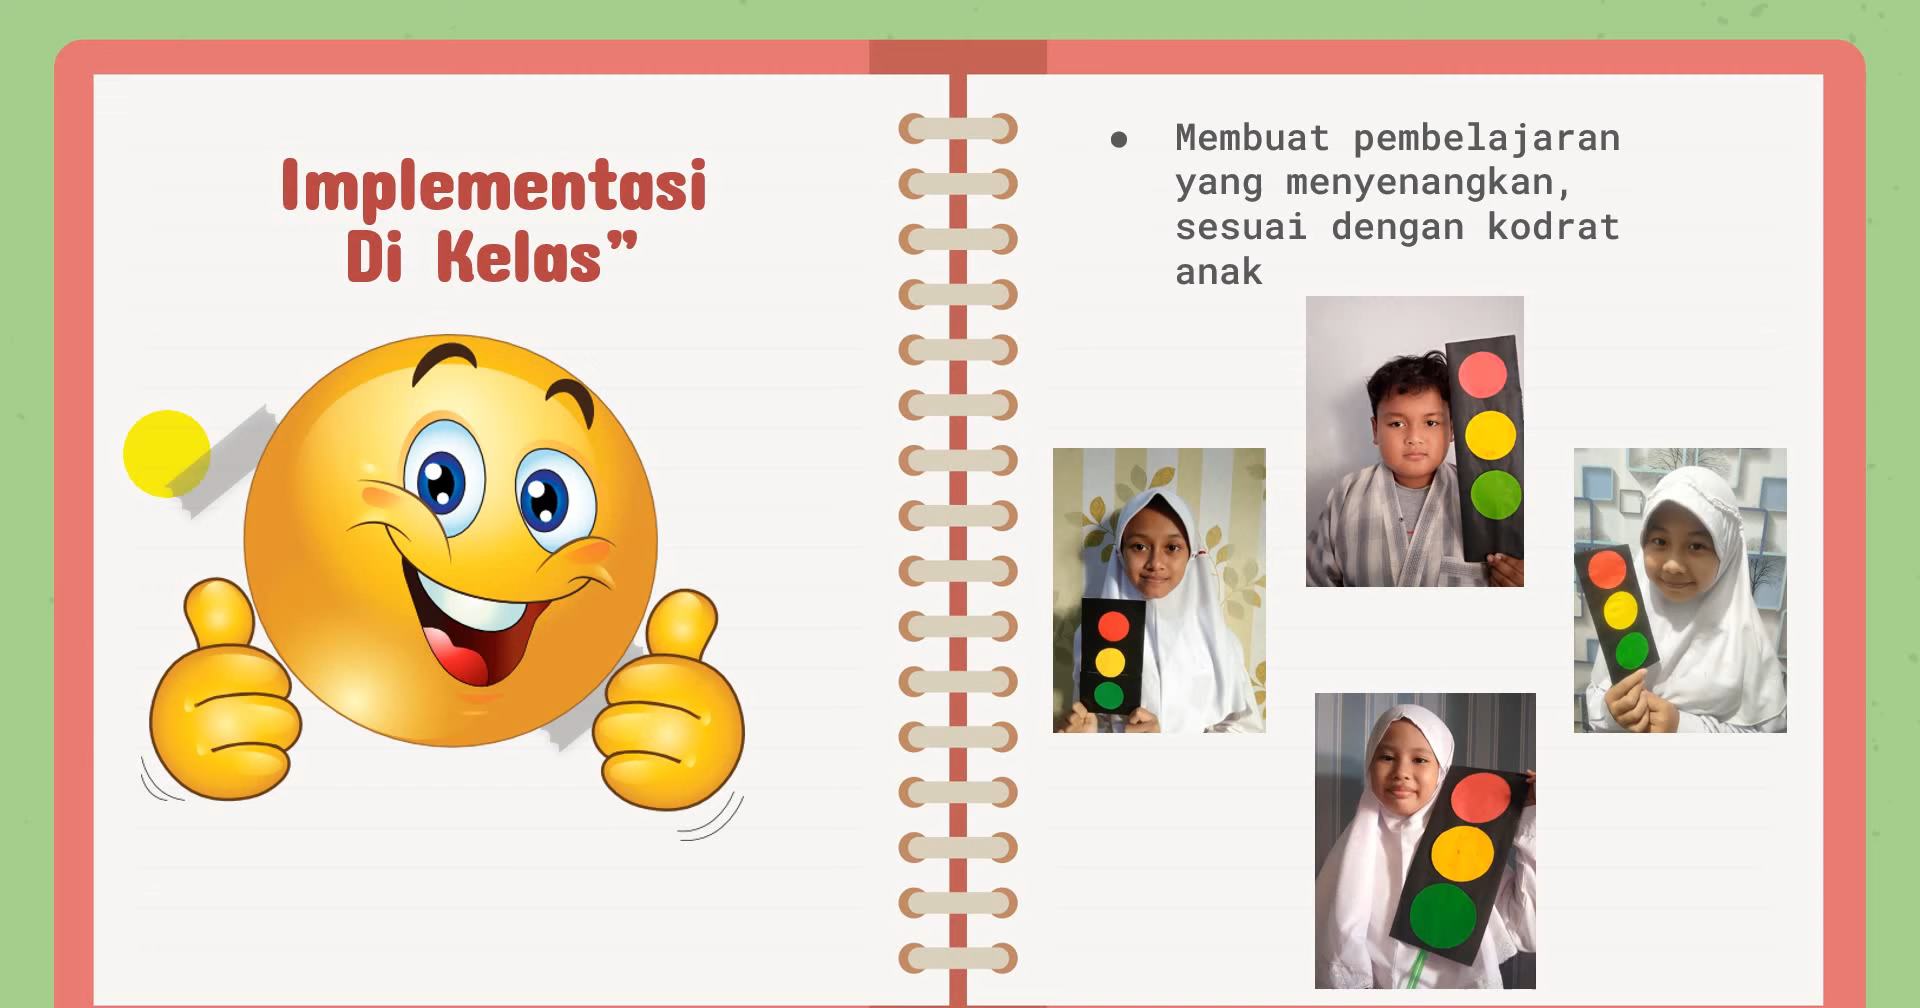 Implementasi
Di Kelas”
● Membuat pembelajaran
yang menyenangkan,
sesuai dengan kodrat
anak